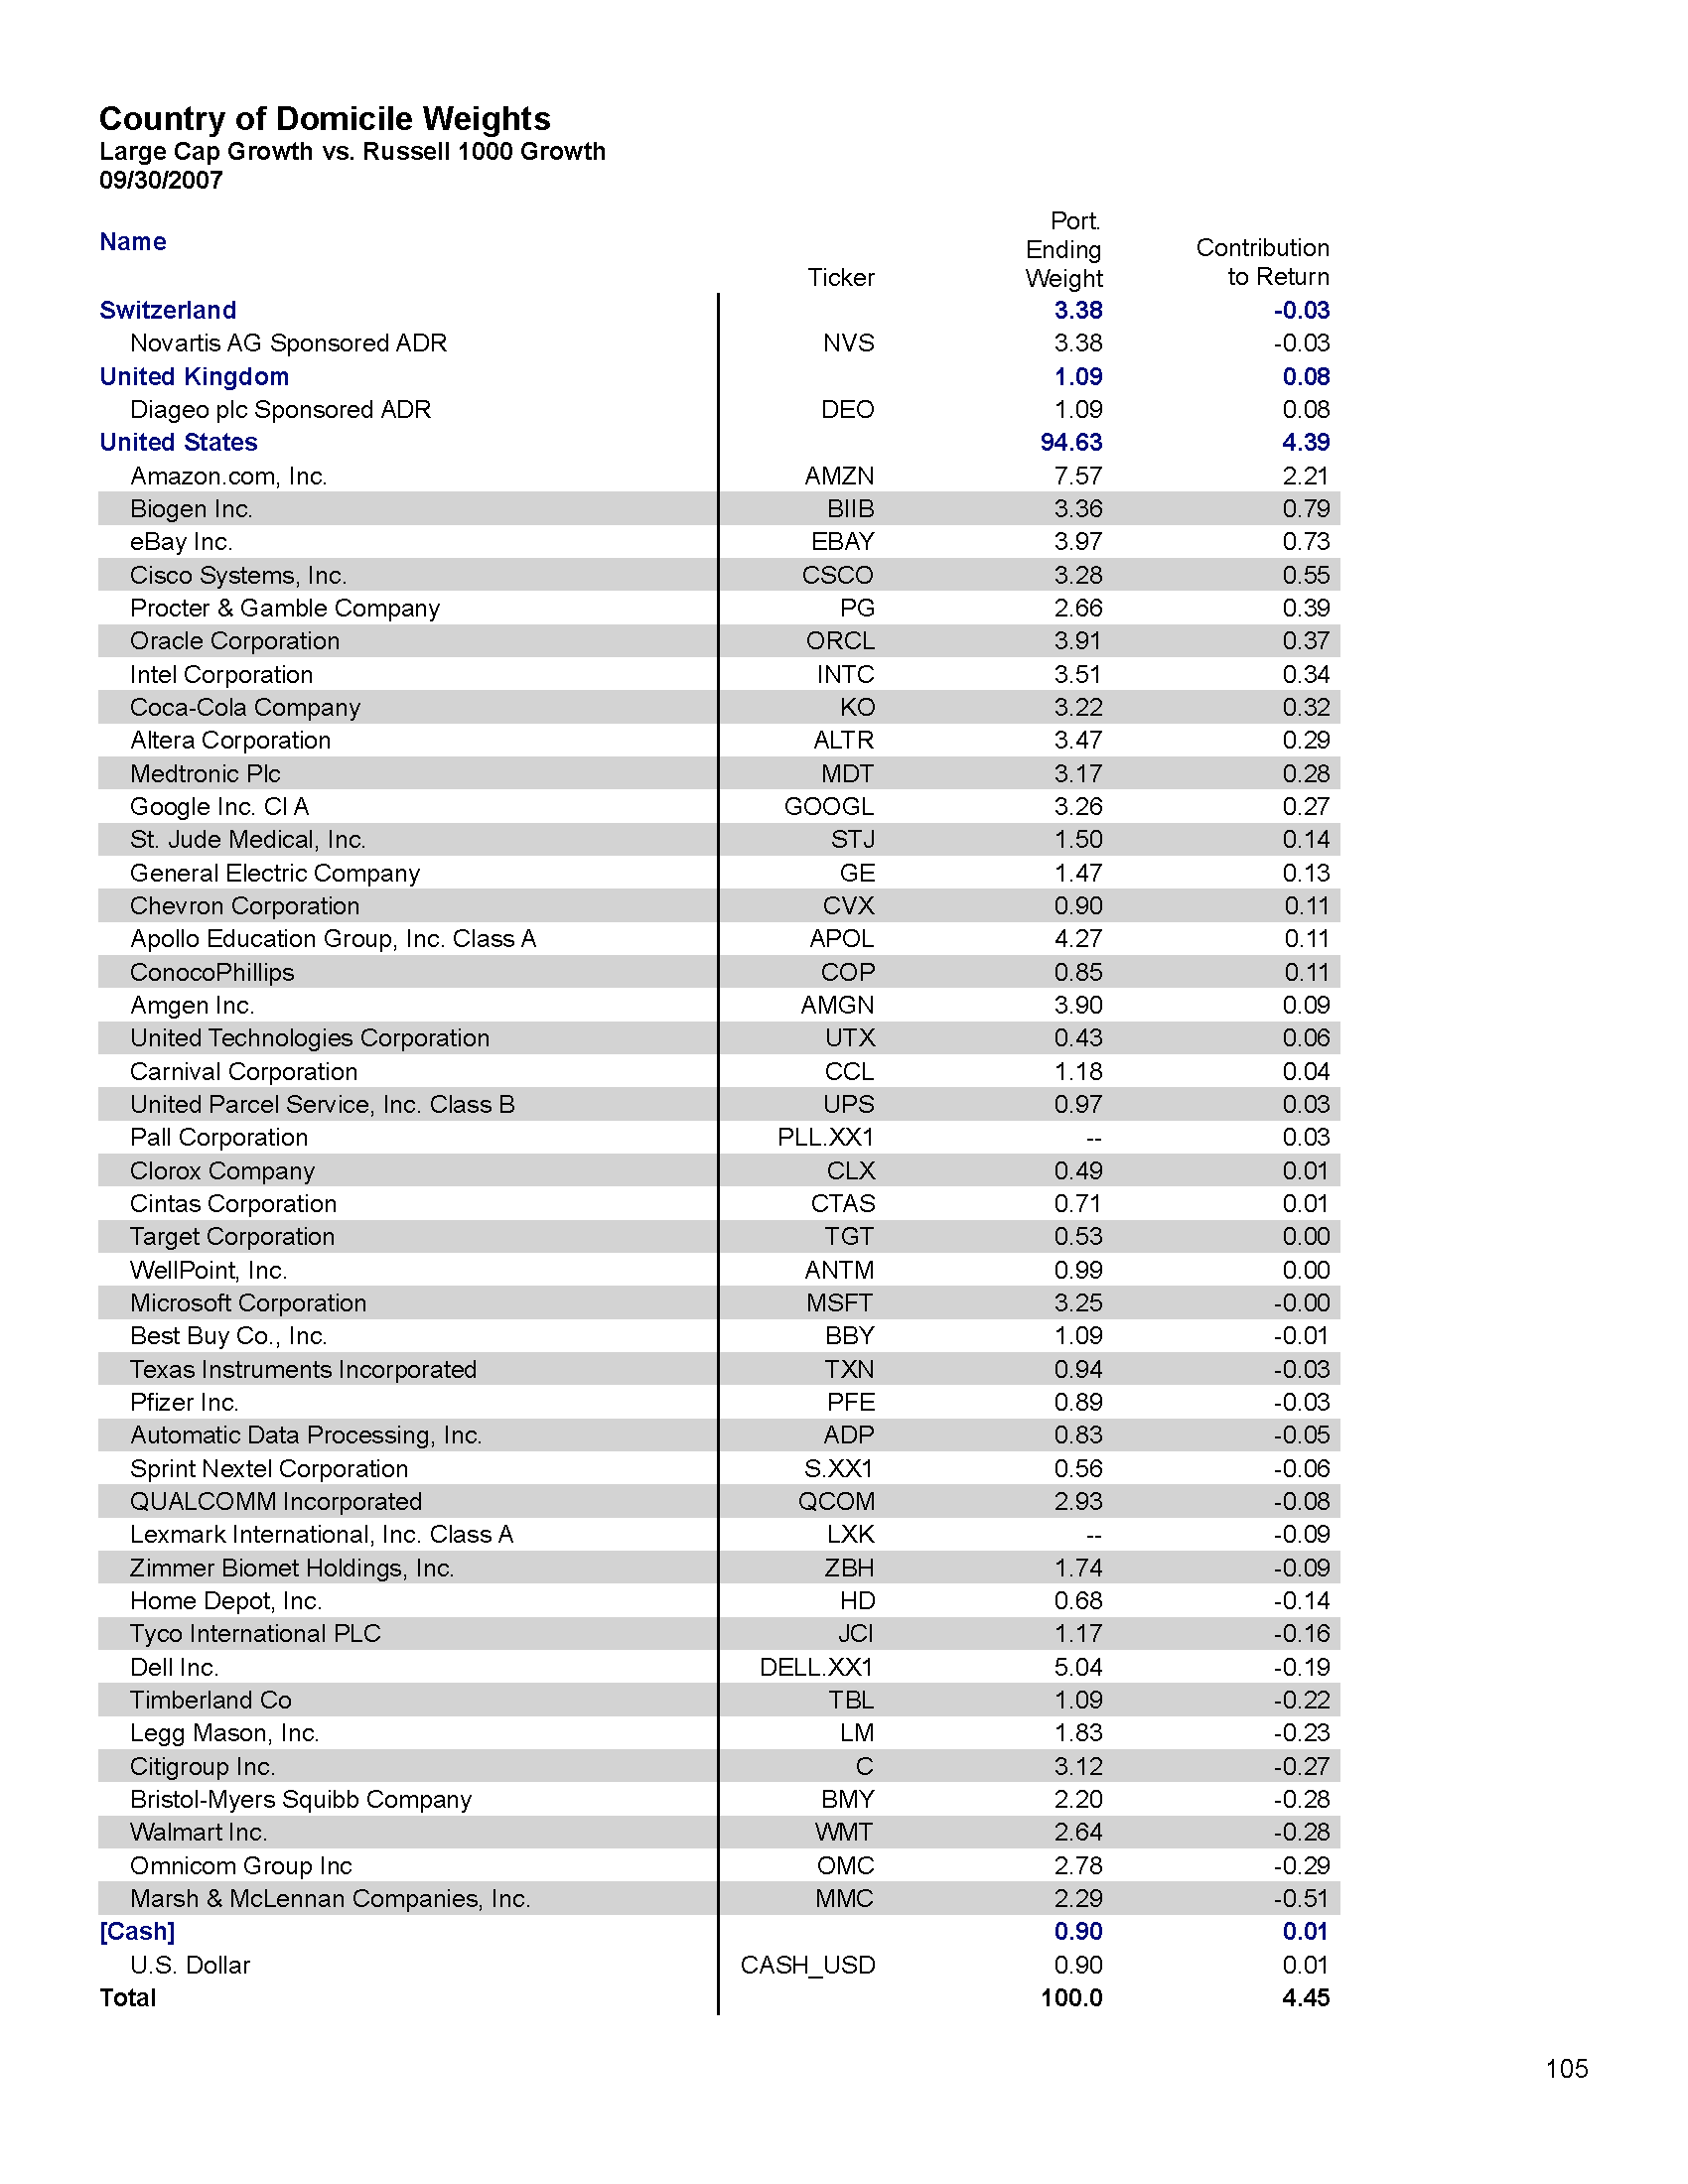 Country of Domicile Weights
Large Cap Growth vs. Russell 1000 Growth
09/30/2007
Name Ticker Port. Ending Weight Contribution to Return
Switzerland 3.38 -0.03
Novartis AG Sponsored ADR NVS 3.38 -0.03
United Kingdom 1.09 0.08
Diageo plc Sponsored ADR DEO 1.09 0.08
United States 94.63 4.39
Amazon.com, Inc. AMZN 7.57 2.21
Biogen Inc. BIIB 3.36 0.79
eBay Inc. EBAY 3.97 0.73
Cisco Systems, Inc. CSCO 3.28 0.55
Procter & Gamble Company PG 2.66 0.39
Oracle Corporation ORCL 3.91 0.37
Intel Corporation INTC 3.51 0.34
Coca-Cola Company KO 3.22 0.32
Altera Corporation ALTR 3.47 0.29
Medtronic Plc MDT 3.17 0.28
Google Inc. Cl A GOOGL 3.26 0.27
St. Jude Medical, Inc. STJ 1.50 0.14
General Electric Company GE 1.47 0.13
Chevron Corporation CVX 0.90 0.11
Apollo Education Group, Inc. Class A APOL 4.27 0.11
ConocoPhillips COP 0.85 0.11
Amgen Inc. AMGN 3.90 0.09
United Technologies Corporation UTX 0.43 0.06
Carnival Corporation CCL 1.18 0.04
United Parcel Service, Inc. Class B UPS 0.97 0.03
Pall Corporation PLL.XX1 -- 0.03
Clorox Company CLX 0.49 0.01
Cintas Corporation CTAS 0.71 0.01
Target Corporation TGT 0.53 0.00
WellPoint, Inc. ANTM 0.99 0.00
Microsoft Corporation MSFT 3.25 -0.00
Best Buy Co., Inc. BBY 1.09 -0.01
Texas Instruments Incorporated TXN 0.94 -0.03
Pfizer Inc. PFE 0.89 -0.03
Automatic Data Processing, Inc. ADP 0.83 -0.05
Sprint Nextel Corporation S.XX1 0.56 -0.06
QUALCOMM Incorporated QCOM 2.93 -0.08
Lexmark International, Inc. Class A LXK -- -0.09
Zimmer Biomet Holdings, Inc. ZBH 1.74 -0.09
Home Depot, Inc. HD 0.68 -0.14
Tyco International PLC JCI 1.17 -0.16
Dell Inc. DELL.XX1 5.04 -0.19
Timberland Co TBL 1.09 -0.22
Legg Mason, Inc. LM 1.83 -0.23
Citigroup Inc. C 3.12 -0.27
Bristol-Myers Squibb Company BMY 2.20 -0.28
Walmart Inc. WMT 2.64 -0.28
Omnicom Group Inc OMC 2.78 -0.29
Marsh & McLennan Companies, Inc. MMC 2.29 -0.51
[Cash] 0.90 0.01
U.S. Dollar CASH_USD 0.90 0.01
Total 100.0 4.45
105